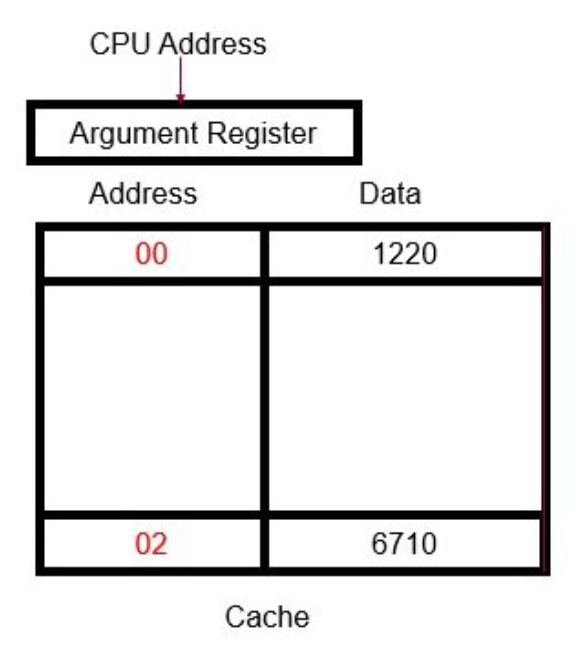 CPU Address
Argument Register
Address Data
00 1220
02 6710
Cache